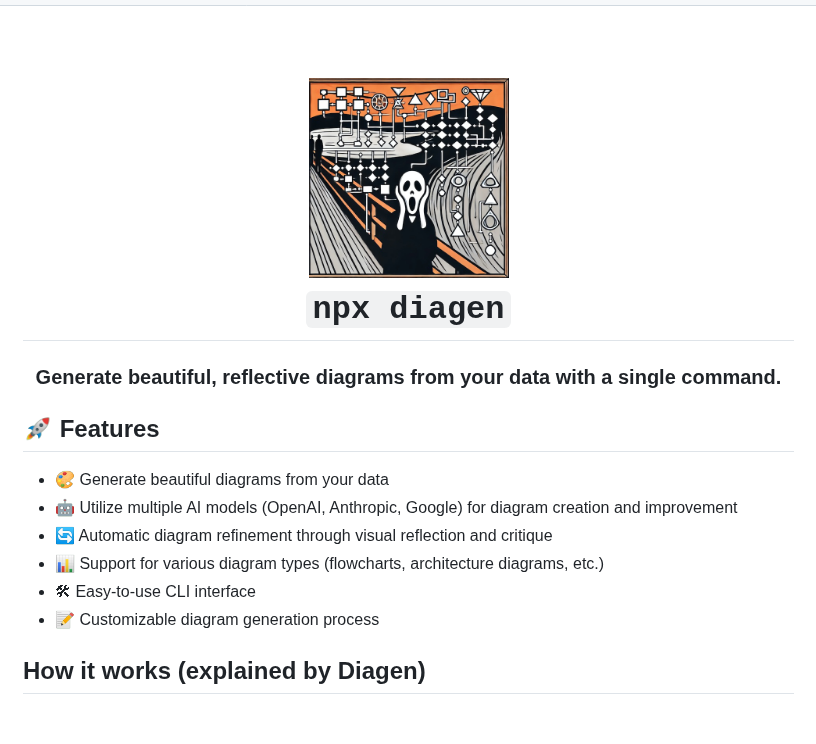 npx diagen
Generate beautiful, reflective diagrams from your data with a single command.
🚀 Features
🎨 Generate beautiful diagrams from your data
🤖 Utilize multiple AI models (OpenAI, Anthropic, Google) for diagram creation and improvement
🔄 Automatic diagram refinement through visual reflection and critique
📊 Support for various diagram types (flowcharts, architecture diagrams, etc.)
🛠 Easy-to-use CLI interface
📝 Customizable diagram generation process
How it works (explained by Diagen)